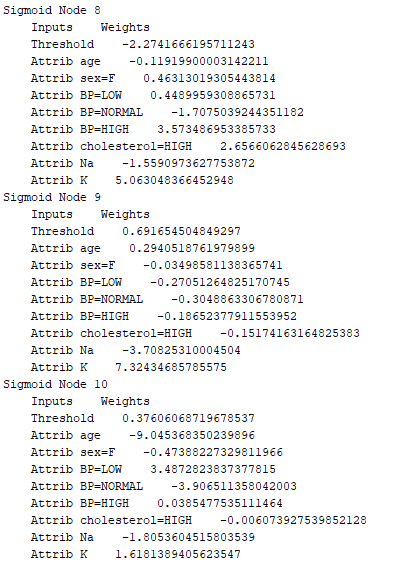 Sigmoid Node 8
Inputs Weights
Threshold -2.2741666195711243
Attrib age -0.11919900003142211
Attrib sex=F 0.46313019305443814
Attrib BP=LOW 0.4489959308865731
Attrib BP=NORMAL -1.7075039244351182
Attrib BP=HIGH 3.573486953385733
Attrib cholesterol=HIGH 2.6566062845628693
Attrib Na -1.5590973627753872
Attrib K 5.063048366452948
Sigmoid Node 9
Inputs Weights
Threshold 0.691654504849297
Attrib age 0.2940518761979899
Attrib sex=F -0.03498581138365741
Attrib BP=LOW -0.27051264825170745
Attrib BP=NORMAL -0.3048863306780871
Attrib BP=HIGH -0.18652377911553952
Attrib cholesterol=HIGH -0.15174163164825383
Attrib Na -3.70825310004504
Attrib K 7.32434685785575
Sigmoid Node 10
Inputs Weights
Threshold 0.37606068719678537
Attrib age -9.045368350239896
Attrib sex=F -0.47388227329811966
Attrib BP=LOW 3.4872823837377815
Attrib BP=NORMAL -3.906511358042003
Attrib BP=HIGH 0.0385477535111464
Attrib cholesterol=HIGH -0.006073927539852128
Attrib Na -1.8053604515803539
Attrib K 1.6181389405623547